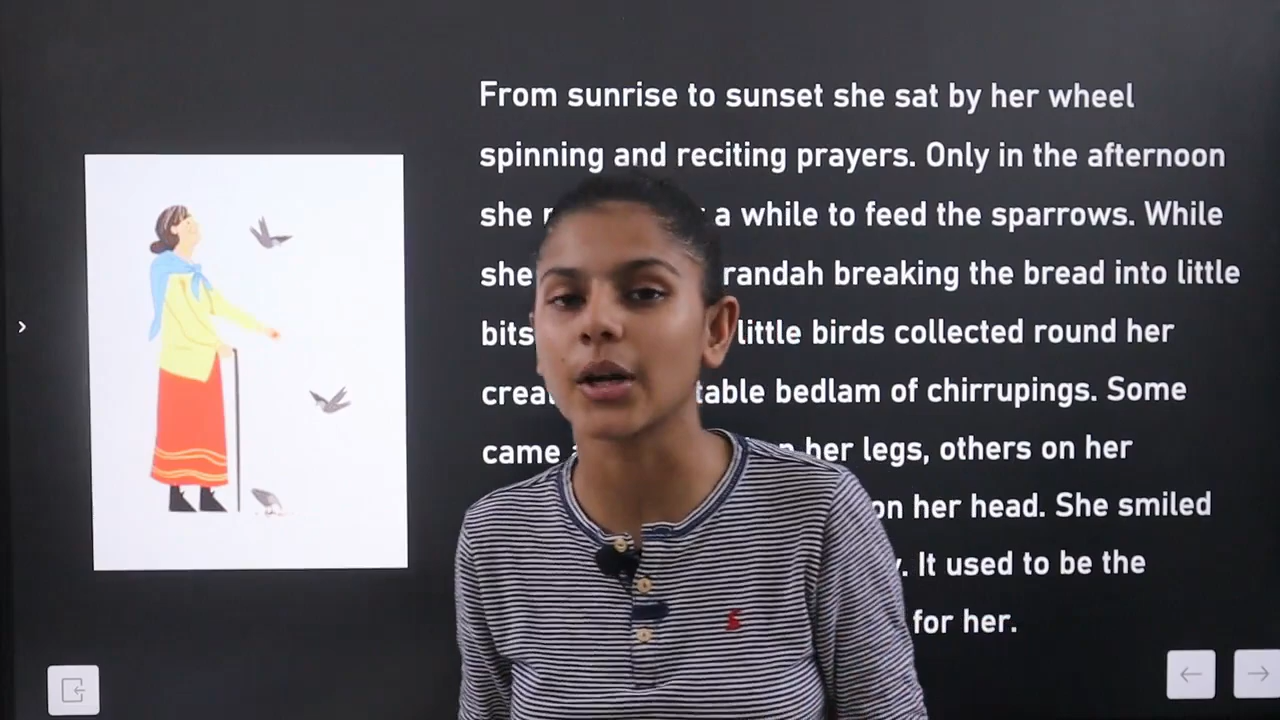 From sunrise to sunset she sat by her wheel
spinning and reciting prayers. Only in the afternoon
she a while to feed the sparrows. While
she breaking the bread into little
bits little birds collected round her
bedlam of chirrupings. Some
came her legs, others on her
on her head. She smiled
It used to be the
for her.